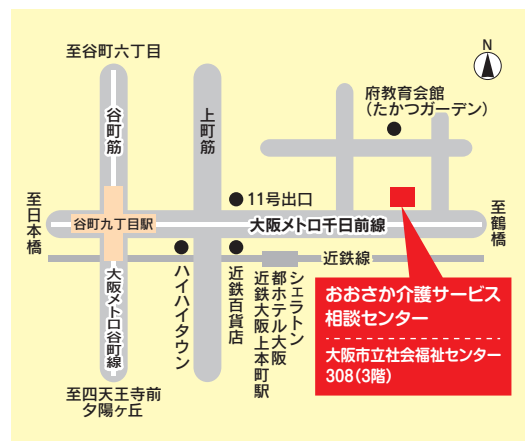 至谷町六丁目
N
府教育会館
(たかつガーデン)
谷町筋
上町筋
11号出口
至日本橋
谷町九丁目駅
大阪メトロ千日前線
至鶴橋
近鉄線
大阪メトロ谷町線
ハイハイタウン
近鉄百貨店
シェラトン
都ホテル大阪
近鉄大阪上本町駅
おおさか介護サービス
相談センター
大阪市立社会福祉センター
308(3階)
至四天王寺前
夕陽ヶ丘